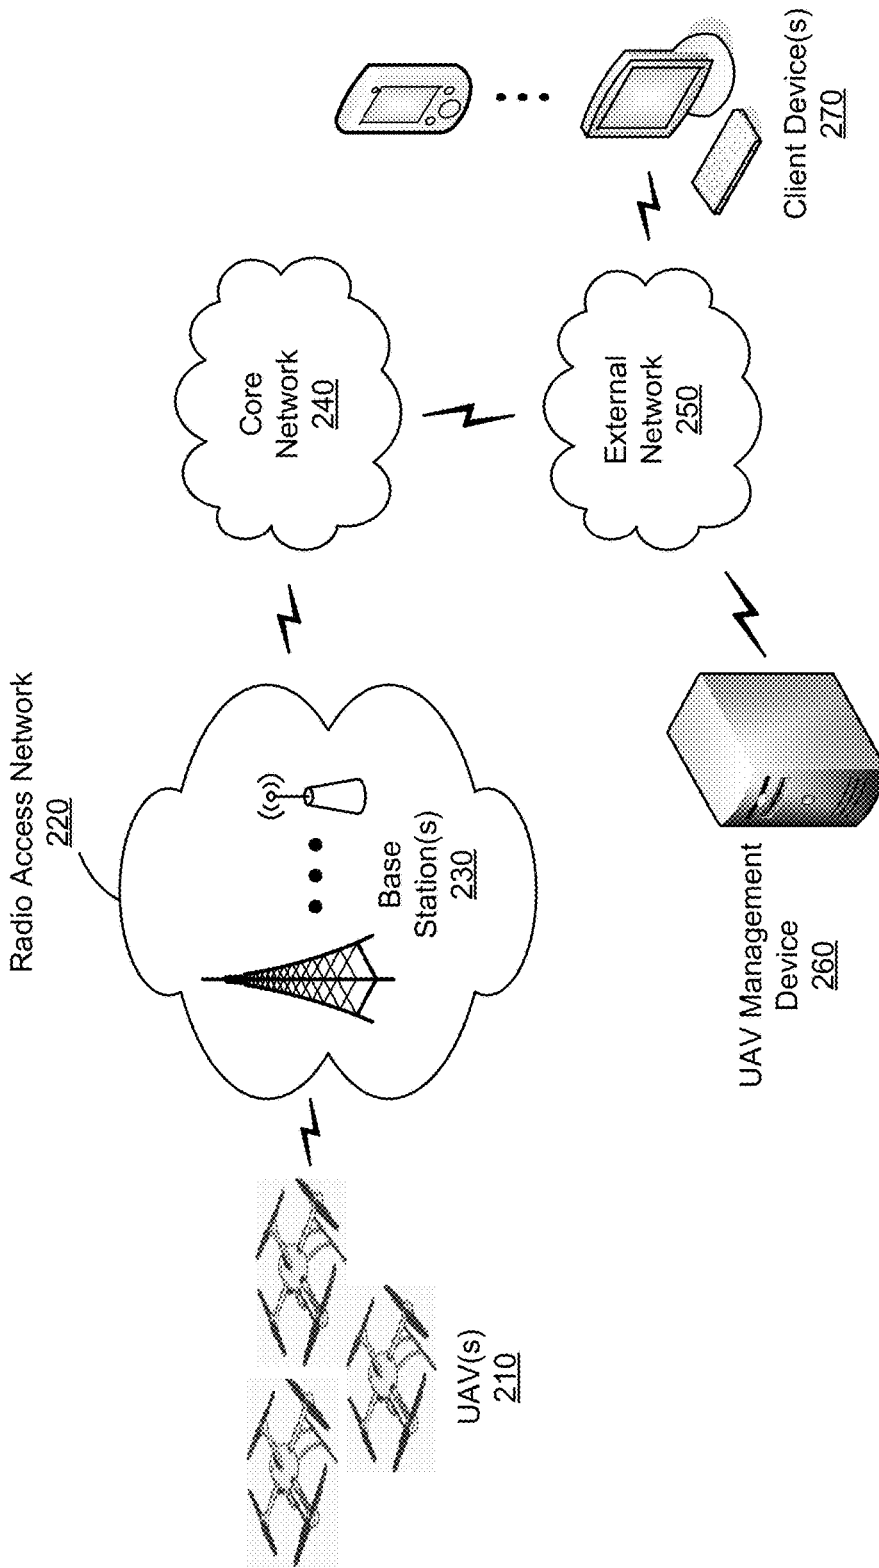 Radio Access Network
220
Core
Network
240
Base
Station(s)
230
UAV(s)
210
External
Network
250
UAV Management
Device
260
Client Device(s)
270